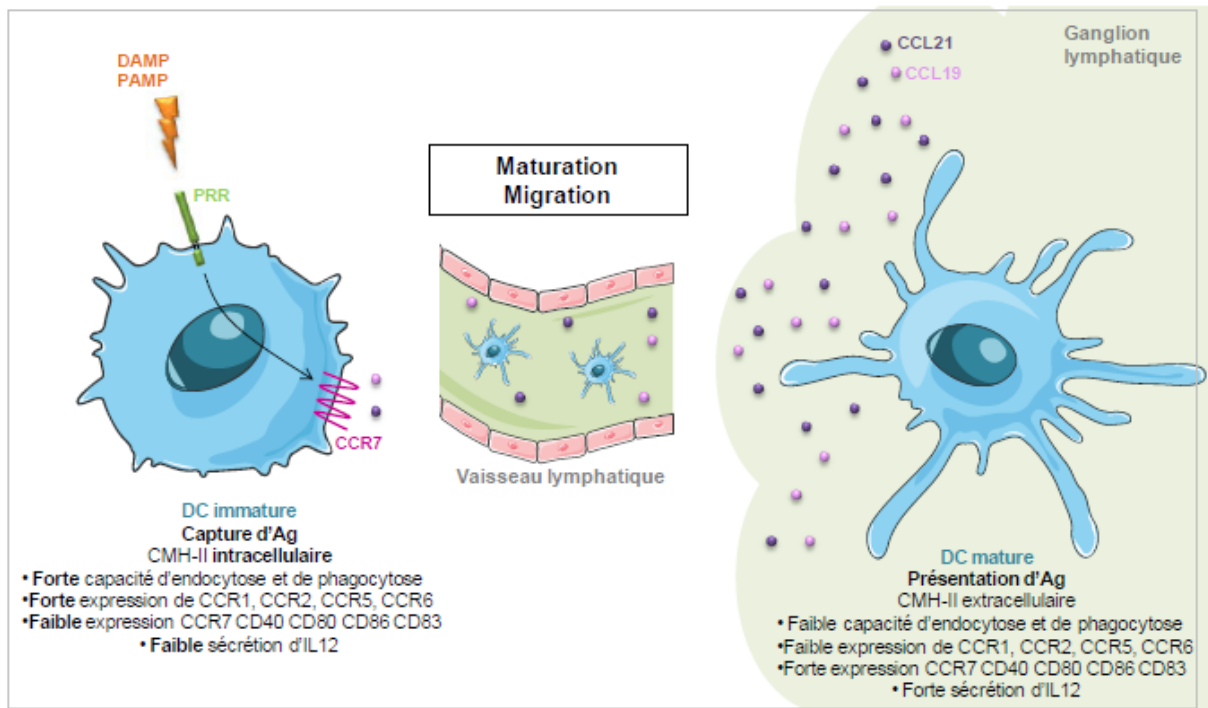 DAMP
PAMP
PRR
CCR7
DC immature
Capture d'Ag
CMH-II intracellulaire
• Forte capacité d'endocytose et de phagocytose
• Forte expression de CCR1, CCR2, CCR5, CCR6
• Faible expression CCR7 CD40 CD80 CD86 CD83
• Faible sécrétion d'IL12
Maturation
Migration
Vaisseau lymphatique
CCL21
CCL19
Ganglion
lymphatique
DC mature
Présentation d'Ag
CMH-II extracellulaire
• Faible capacité d'endocytose et de phagocytose
•Faible expression de CCR1, CCR2, CCR5, CCR6
•Forte expression CCR7 CD40 CD80 CD86 CD83
• Forte sécrétion d'IL12